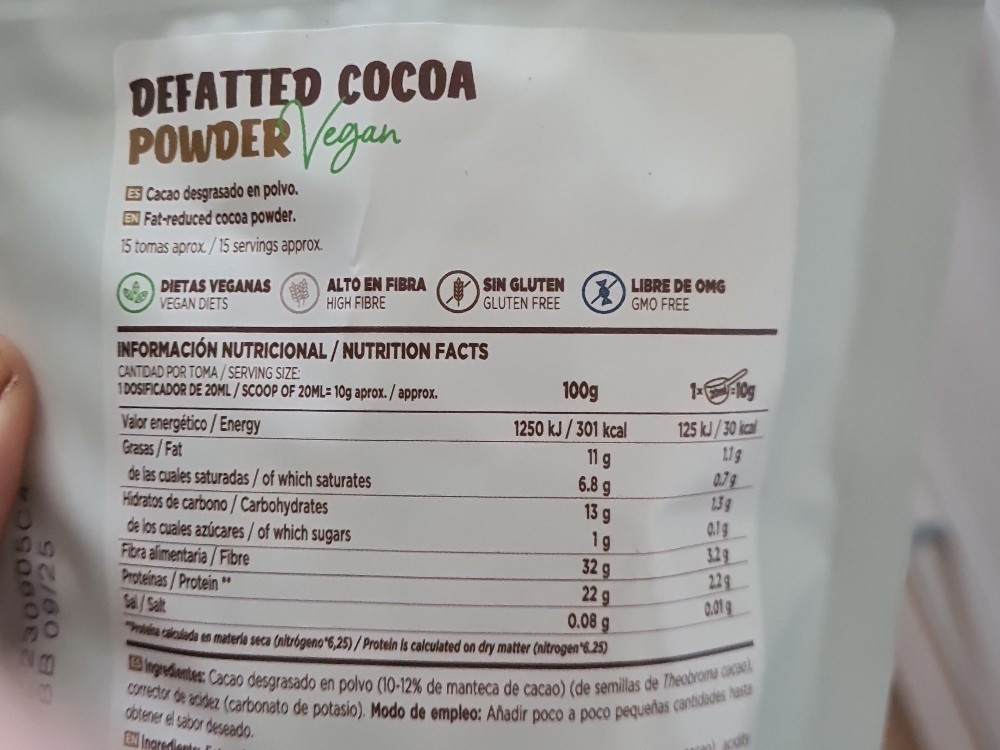 DEFATTED COCOA
POWDER Vegan
ES Cacao desgrasado en polvo.
EN Fat-reduced cocoa powder.
15 tomas aprox. / 15 servings approx.
DIETAS VEGANAS
VEGAN DIETS
ALTO EN FIBRA
HIGH FIBRE
SIN GLUTEN
GLUTEN FREE
LIBRE DE OMG
GMO FREE
INFORMACIÓN NUTRICIONAL / NUTRITION FACTS
CANTIDAD POR TOMA / SERVING SIZE:
1 DOSIFICADOR DE 20ML / SCOOP OF 20ML= 10g aprox. / approx. 100g 1x =10g
Valor energético / Energy 1250 kJ / 301 kcal 125 kJ / 30 kcal
Grasas / Fat 11 g 1.1 g
de las cuales saturadas / of which saturates 6.8 g 0.7 g
Hidratos de carbono / Carbohydrates 13 g 1.3 g
de los cuales azúcares / of which sugars 1 g 0.1 g
Fibra alimentaria / Fibre 32 g 3.2 g
Proteínas / Protein ** 22 g 2.2 g
Sal / Salt 0.08 g 0.01 g
**Proteína calculada en materia seca (nitrógeno*6,25) / Protein is calculated on dry matter (nitrogen*6.25)
ES Ingredientes: Cacao desgrasado en polvo (10-12% de manteca de cacao) (de semillas de Theobroma cacao),
corrector de acidez (carbonato de potasio). Modo de empleo: Añadir poco a poco pequeñas cantidades hasta
obtener el sabor deseado.
EN
BB 09/25